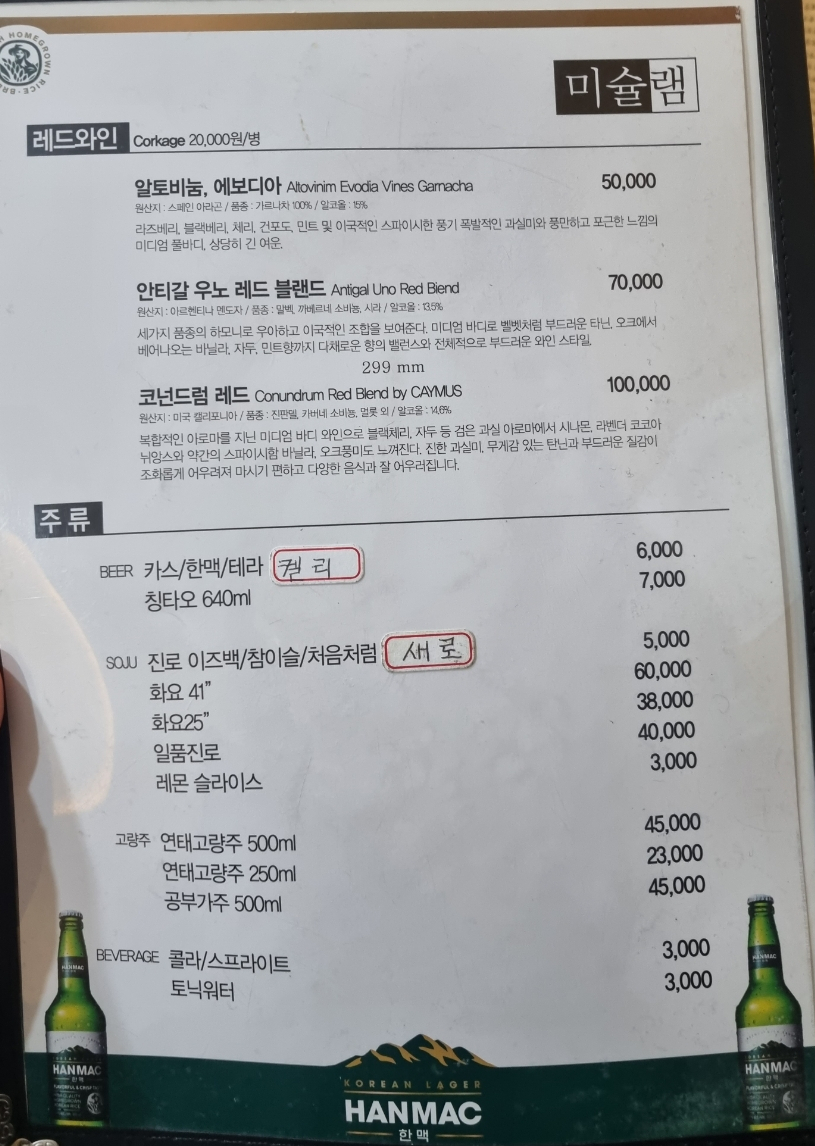 HOMEGROWN RICE
미슐램
레드와인 Corkage 20,000원/병
알토비눔, 에보디아 Altovinim Evodia Vines Garnacha 50,000
원산지 : 스페인 아라곤 / 품종 : 가르나차 100% / 알코올 : 15%
라즈베리, 블랙베리, 체리, 건포도, 민트 및 이국적인 스파이시한 풍기 폭발적인 과실미와 풍만하고 포근한 느낌의
미디엄 풀바디, 상당히 긴 여운.
안티갈 우노 레드 블랜드 Antigal Uno Red Blend 70,000
원산지 : 아르헨티나 멘도자 / 품종 : 말벡, 까베르네 소비뇽, 시라 / 알코올 : 13.5%
세가지 품종의 하모니로 우아하고 이국적인 조합을 보여준다. 미디엄 바디로 벨벳처럼 부드러운 타닌, 오크에서
베어나오는 바닐라, 자두, 민트향까지 다채로운 향의 밸런스와 전체적으로 부드러운 와인 스타일.
299 mm
코넌드럼 레드 Conundrum Red Blend by CAYMUS 100,000
원산지 : 미국 캘리포니아 / 품종 : 진판델, 카버네 소비뇽, 멀롯 외 / 알코올 : 14.6%
복합적인 아로마를 지닌 미디엄 바디 와인으로 블랙체리, 자두 등 검은 과실 아로마에서 시나몬, 라벤더 코코아
뉘앙스와 약간의 스파이시함 바닐라, 오크풍미도 느껴진다. 진한 과실미, 무게감 있는 탄닌과 부드러운 질감이
조화롭게 어우려져 마시기 편하고 다양한 음식과 잘 어우러집니다.
주류
BEER 카스/한맥/테라 켈리 6,000
칭타오 640ml 7,000
SOJU 진로 이즈백/참이슬/처음처럼 새로 5,000
화요 41” 60,000
화요25” 38,000
일품진로 40,000
레몬 슬라이스 3,000
고량주 연태고량주 500ml 45,000
연태고량주 250ml 23,000
공부가주 500ml 45,000
BEVERAGE 콜라/스프라이트 3,000
토닉워터 3,000
HANMAC
HANMAC
한맥
KOREAN LAGER
HANMAC
한맥
HANMAC
HANMAC
한맥